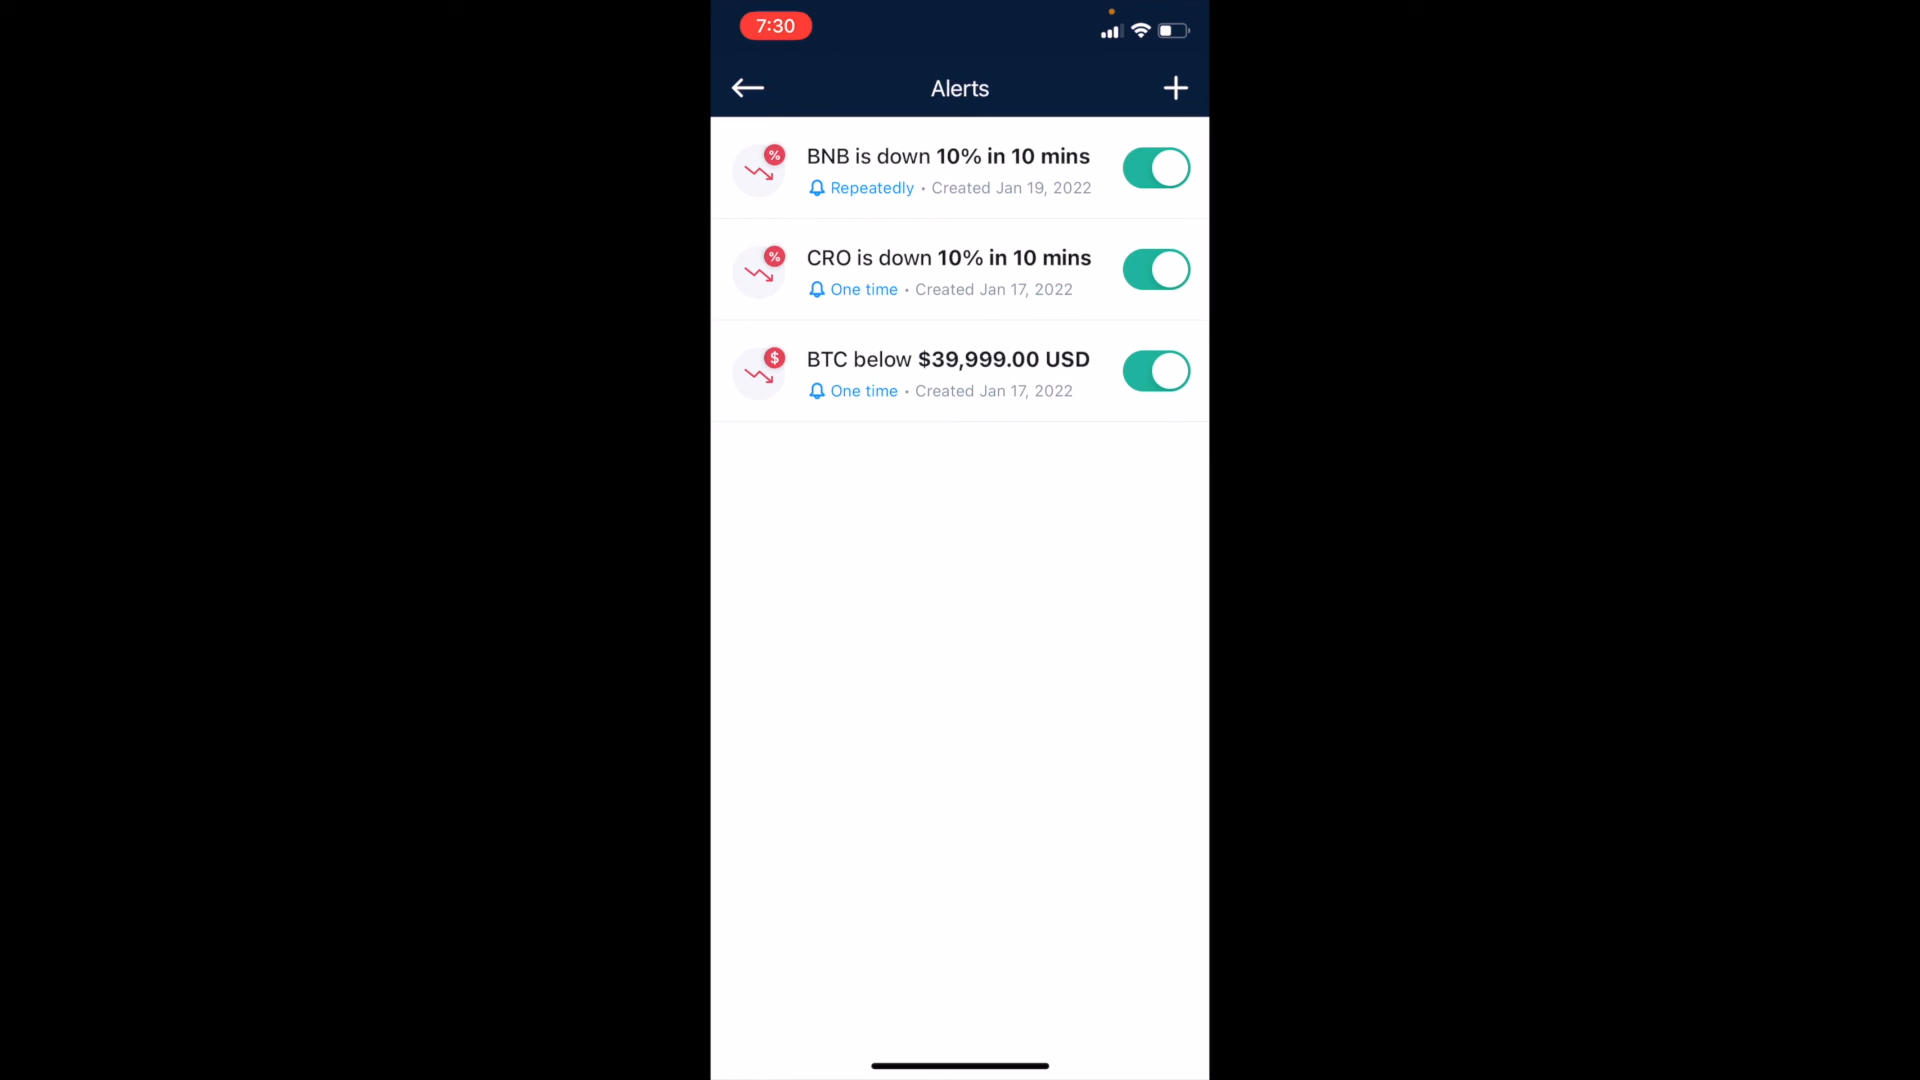 7:30
Alerts
%
BNB is down 10% in 10 mins
Repeatedly • Created Jan 19, 2022
%
CRO is down 10% in 10 mins
One time • Created Jan 17, 2022
$
BTC below $39,999.00 USD
One time • Created Jan 17, 2022